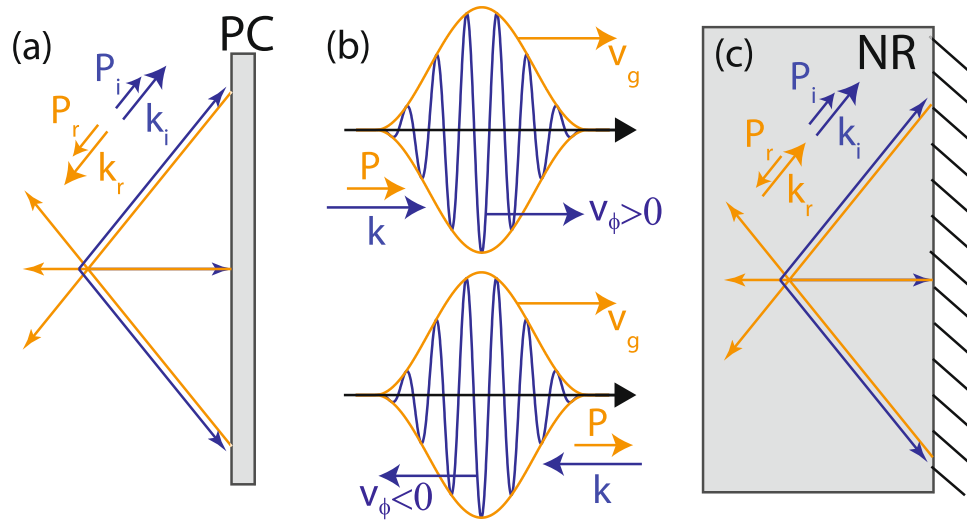 (a)
PC
P_i
k_i
P_r
k_r
(b)
v_g
P
k
v_ϕ>0
v_g
P
k
v_ϕ<0
(c)
NR
P_i
k_i
P_r
k_r